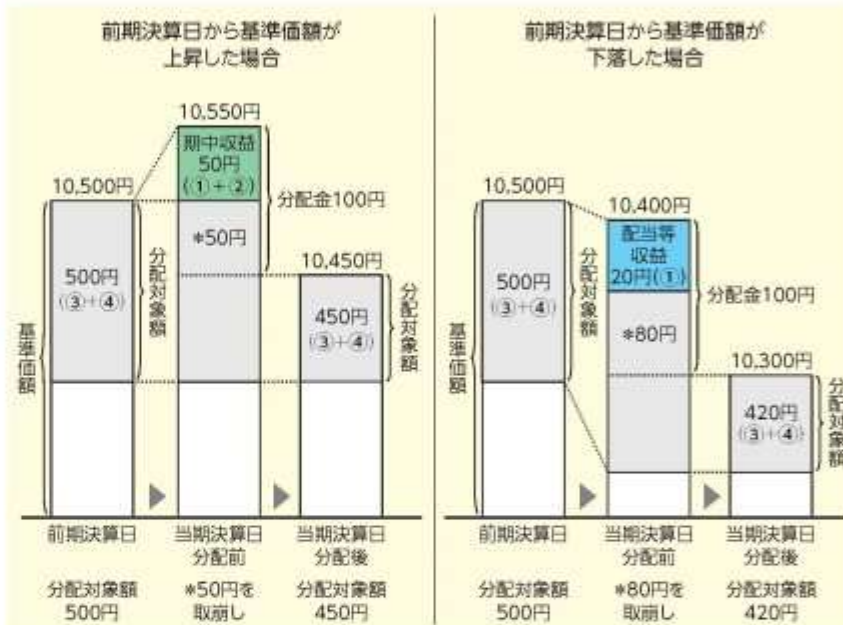 前期決算日から基準価額が
上昇した場合
10,550円
期中収益
50円
(①+②)
10,500円
分配金100円
*50円
10,450円
500円
(③+④)
分配対象額
450円
(③+④)
分配対象額
基準価額
前期決算日
当期決算日
分配前
当期決算日
分配後
分配対象額
500円
*50円を
取崩し
分配対象額
450円
前期決算日から基準価額が
下落した場合
10,500円
10,400円
配当等
収益
20円(①)
分配金100円
500円
(③+④)
分配対象額
*80円
10,300円
420円
(③+④)
分配対象額
基準価額
前期決算日
当期決算日
分配前
当期決算日
分配後
分配対象額
500円
*80円を
取崩し
分配対象額
420円